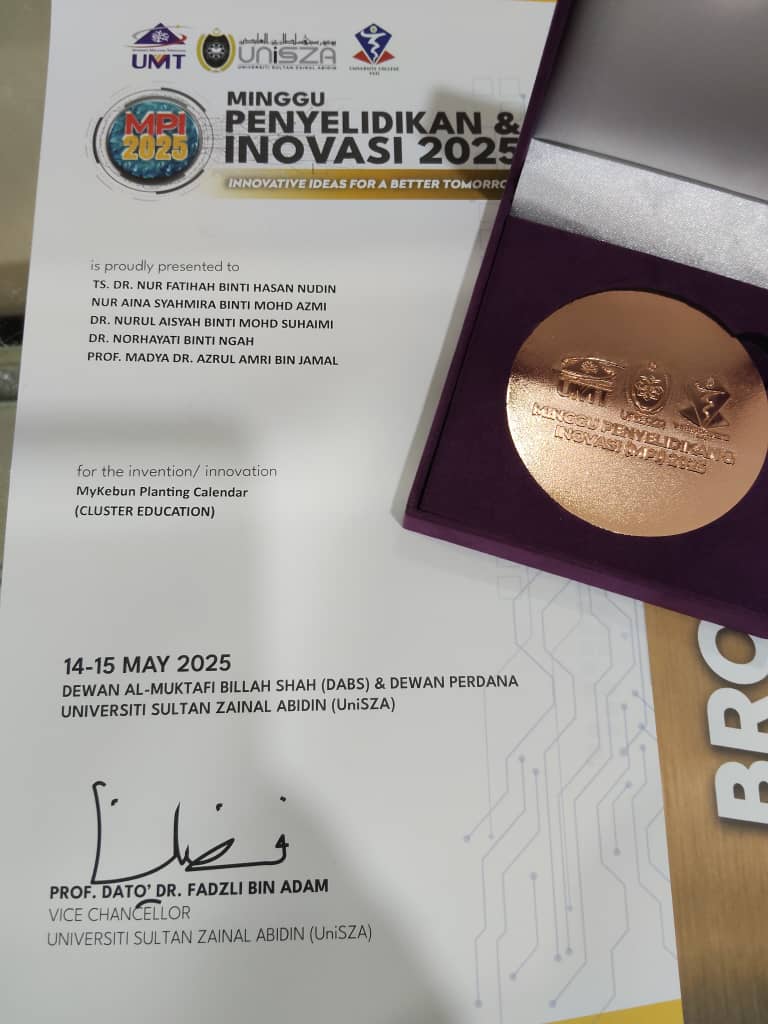 UMT
UniSZA
UNIVERSITI SULTAN ZAINAL ABIDIN
UNIVERSITY COLLEGE
MPI
2025
MINGGU
PENYELIDIKAN &
INOVASI 2025
INNOVATIVE IDEAS FOR A BETTER TOMORRO
is proudly presented to
TS. DR. NUR FATIHAH BINTI HASAN NUDIN
NUR AINA SYAHMIRA BINTI MOHD AZMI
DR. NURUL AISYAH BINTI MOHD SUHAIMI
DR. NORHAYATI BINTI NGAH
PROF. MADYA DR. AZRUL AMRI BIN JAMAL
for the invention/ innovation
MyKebun Planting Calendar
(CLUSTER EDUCATION)
14-15 MAY 2025
DEWAN AL-MUKTAFI BILLAH SHAH (DABS) & DEWAN PERDANA
UNIVERSITI SULTAN ZAINAL ABIDIN (UniSZA)
PROF. DATO' DR. FADZLI BIN ADAM
VICE CHANCELLOR
UNIVERSITI SULTAN ZAINAL ABIDIN (UniSZA)
UMT
UniSZA
MINGGU PENYELIDIKAN &
INOVASI (MPI) 2025
BRO